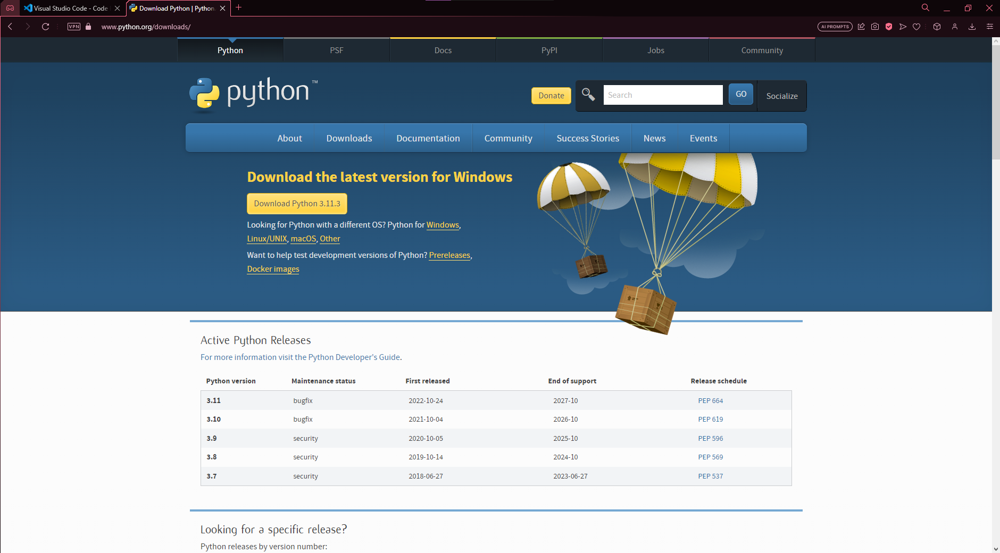 Visual Studio Code - Code
Download Python | Python.
VPN
www.python.org/downloads/
AI PROMPTS
Python
PSF
Docs
PyPI
Jobs
Community
python™
Donate
Search
GO
Socialize
About
Downloads
Documentation
Community
Success Stories
News
Events
Download the latest version for Windows
Download Python 3.11.3
Looking for Python with a different OS? Python for Windows,
Linux/UNIX, macOS, Other
Want to help test development versions of Python? Prereleases,
Docker images
Active Python Releases
For more information visit the Python Developer's Guide.
Python version Maintenance status First released End of support Release schedule
3.11 bugfix 2022-10-24 2027-10 PEP 664
3.10 bugfix 2021-10-04 2026-10 PEP 619
3.9 security 2020-10-05 2025-10 PEP 596
3.8 security 2019-10-14 2024-10 PEP 569
3.7 security 2018-06-27 2023-06-27 PEP 537
Looking for a specific release?
Python releases by version number: